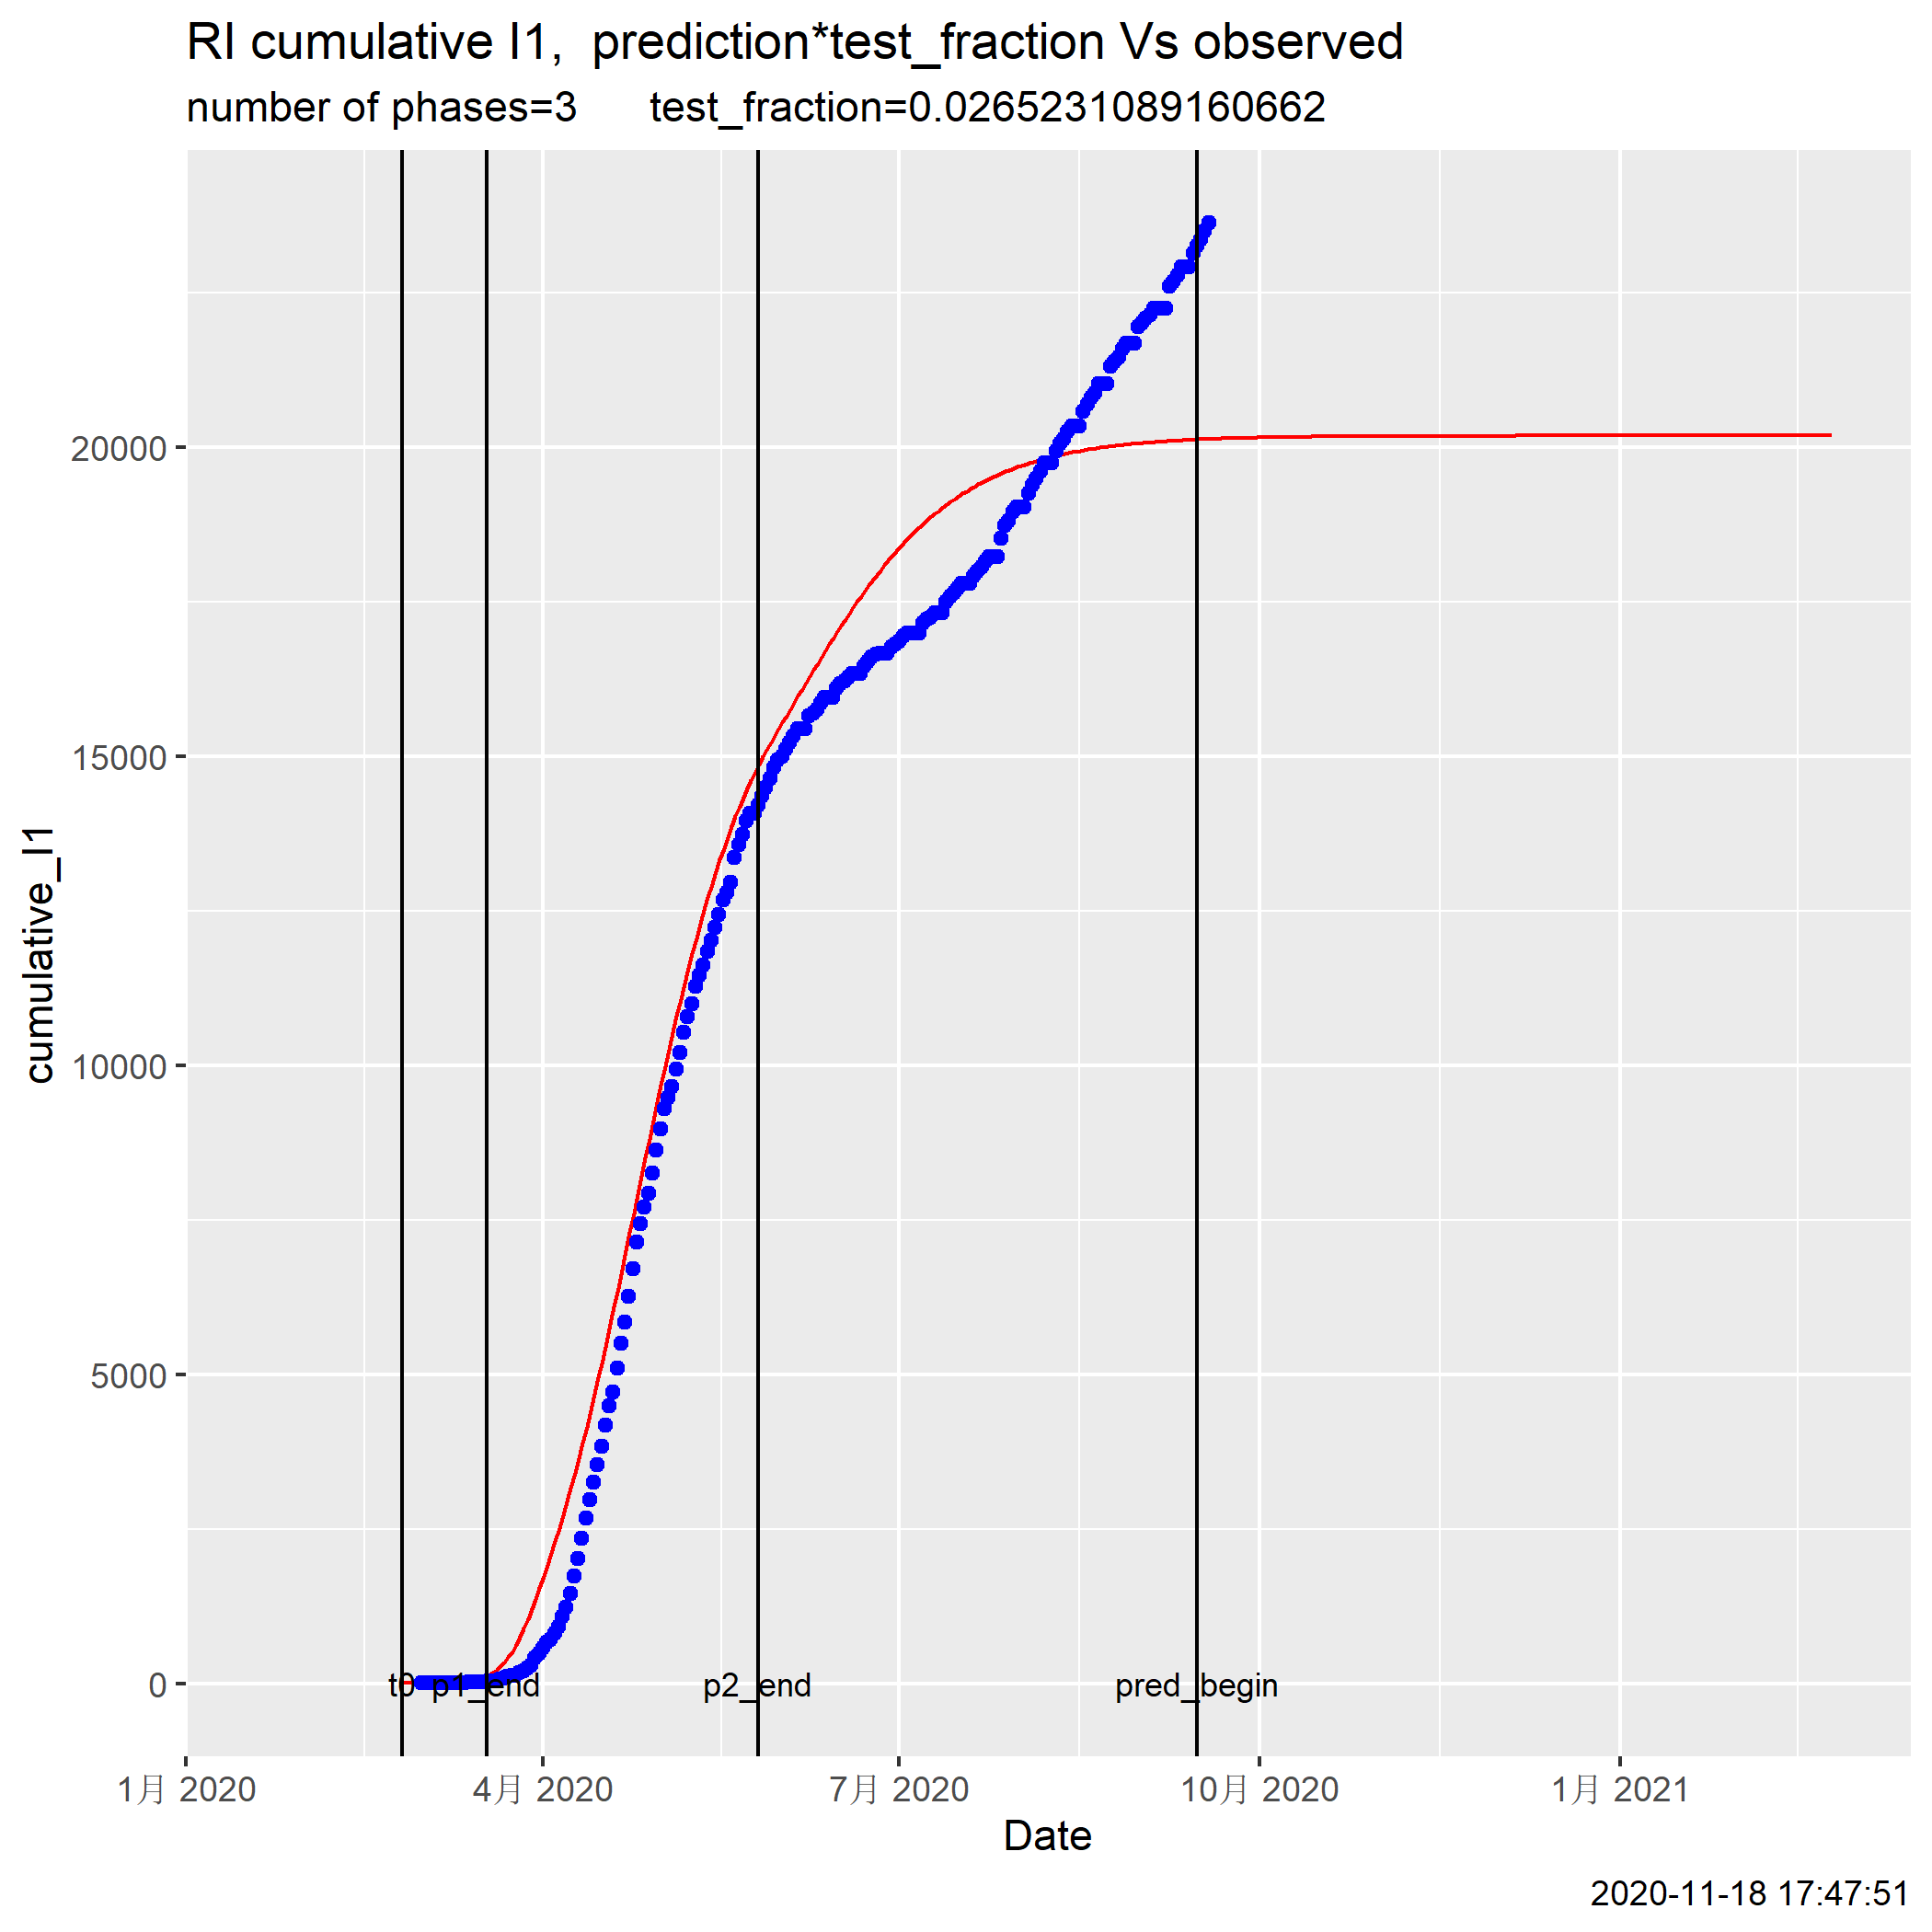 RI cumulative I1,  prediction*test_fraction Vs observed
number of phases=3      test_fraction=0.0265231089160662
cumulative_I1
20000
15000
10000
5000
0
t0 p1_end p2_end pred_begin
1月 2020 4月 2020 7月 2020 10月 2020 1月 2021
Date
2020-11-18 17:47:51